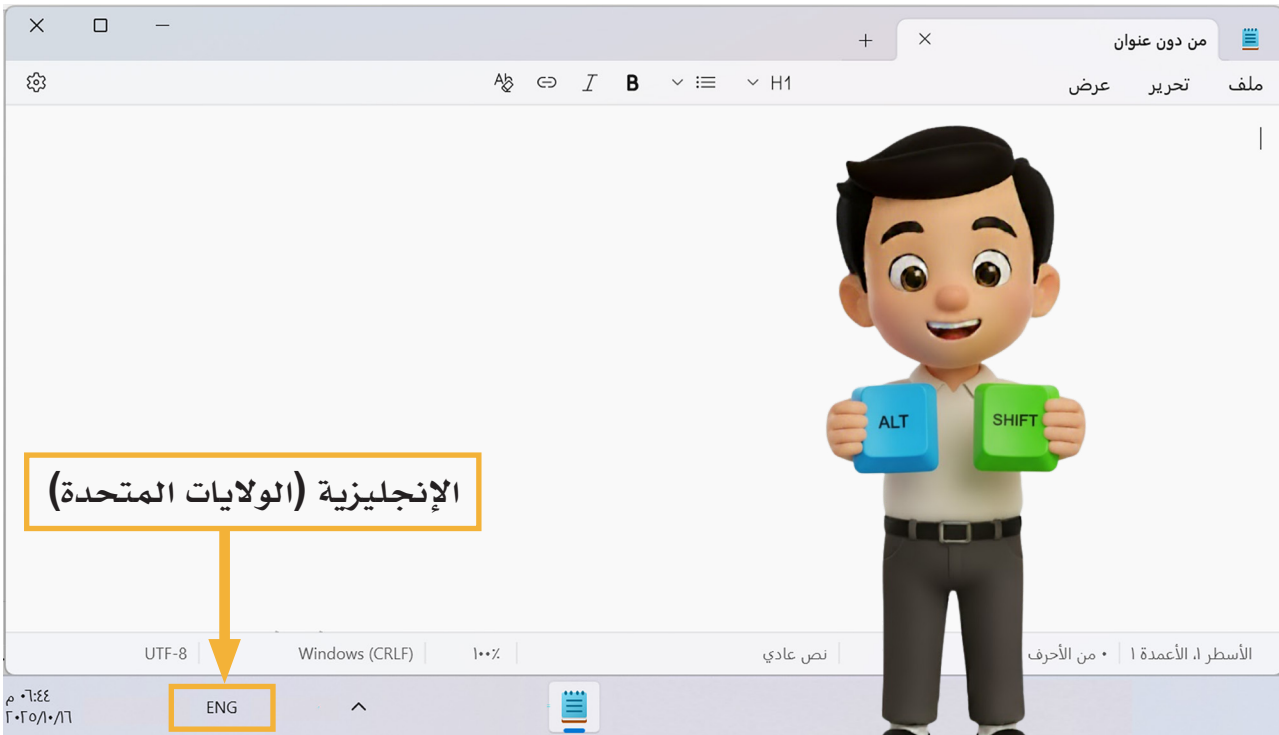 من دون عنوان
ملف تحرير عرض
H1 B I A
ALT SHIFT
الإنجليزية (الولايات المتحدة)
الأسطر ١، الأعمدة ١ ٠ من الأحرف نص عادي ١٠٠٪ Windows (CRLF) UTF-8
ENG ٠٦:٤٤ م
٢٠٢٥/١٠/١٦